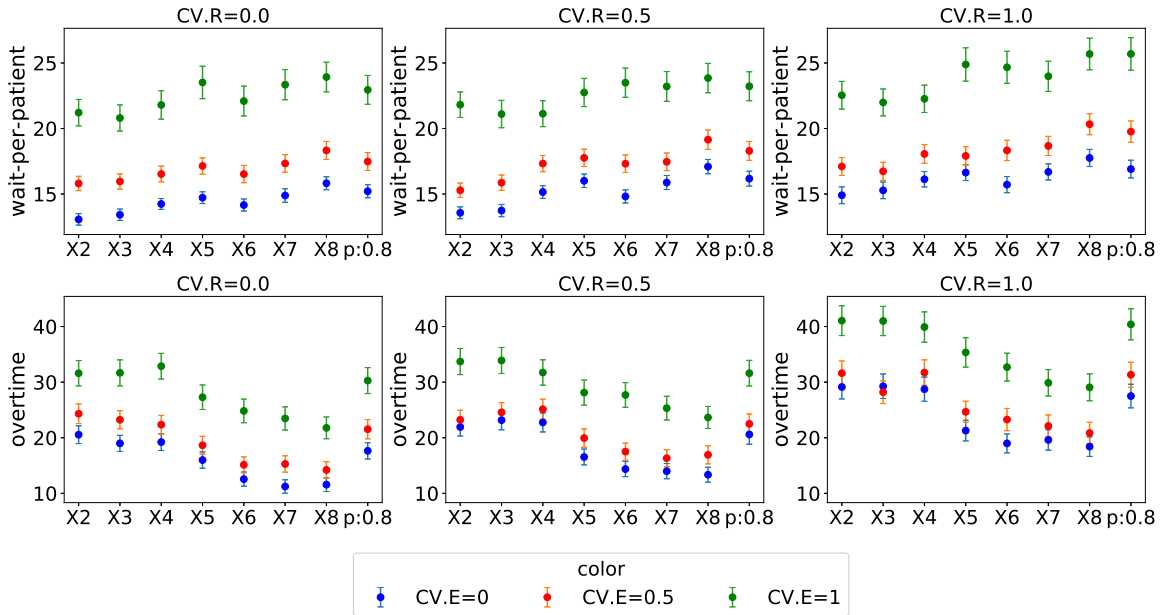 CV.R=0.0
CV.R=0.5
CV.R=1.0
wait-per-patient
25
20
15
X2 X3 X4 X5 X6 X7 X8 p:0.8
wait-per-patient
25
20
15
X2 X3 X4 X5 X6 X7 X8 p:0.8
wait-per-patient
25
20
15
X2 X3 X4 X5 X6 X7 X8 p:0.8
CV.R=0.0
CV.R=0.5
CV.R=1.0
overtime
40
30
20
10
X2 X3 X4 X5 X6 X7 X8 p:0.8
overtime
40
30
20
10
X2 X3 X4 X5 X6 X7 X8 p:0.8
overtime
40
30
20
10
X2 X3 X4 X5 X6 X7 X8 p:0.8
color
CV.E=0 CV.E=0.5 CV.E=1